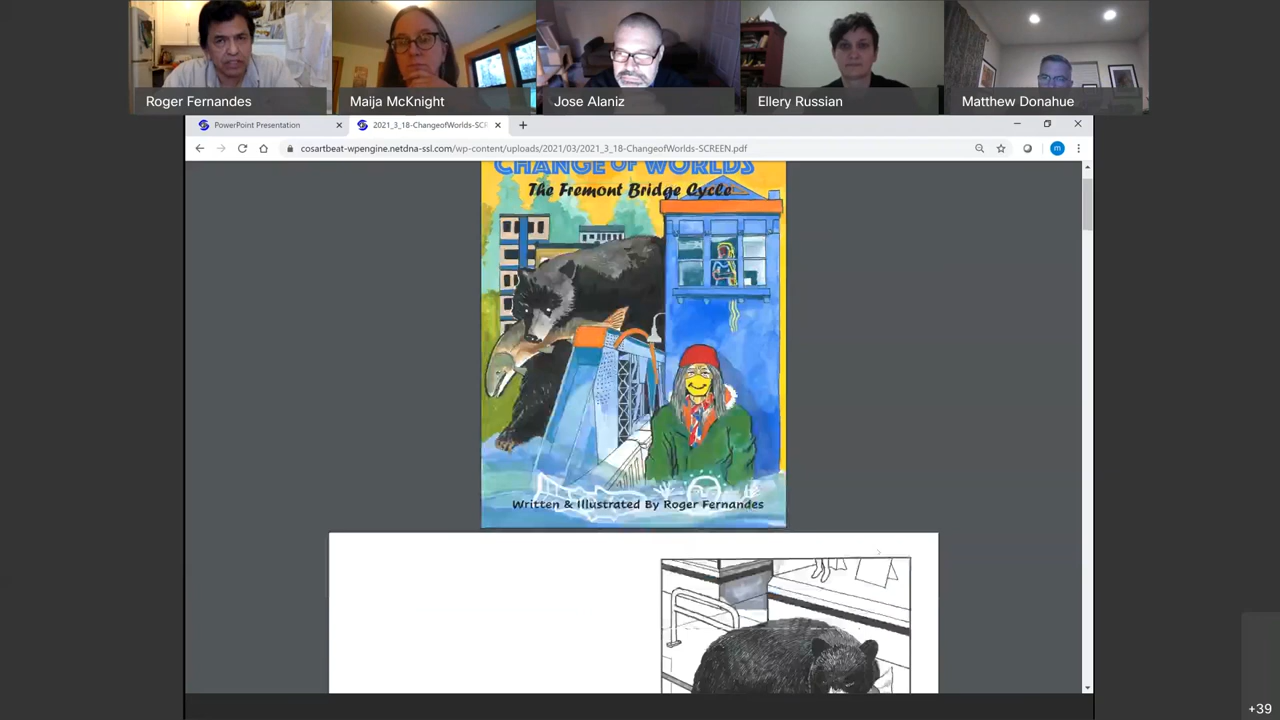 Roger Fernandes
Maija McKnight
Jose Alaniz
Ellery Russian
Matthew Donahue
PowerPoint Presentation
2021_3_18-ChangeofWorlds-SCR
cosartbeat-wpengine.netdna-ssl.com/wp-content/uploads/2021/03/2021_3_18-ChangeofWorlds-SCREEN.pdf
m
CHANGE OF WORLDS
The Fremont Bridge Cycle
Written & Illustrated By Roger Fernandes
+39